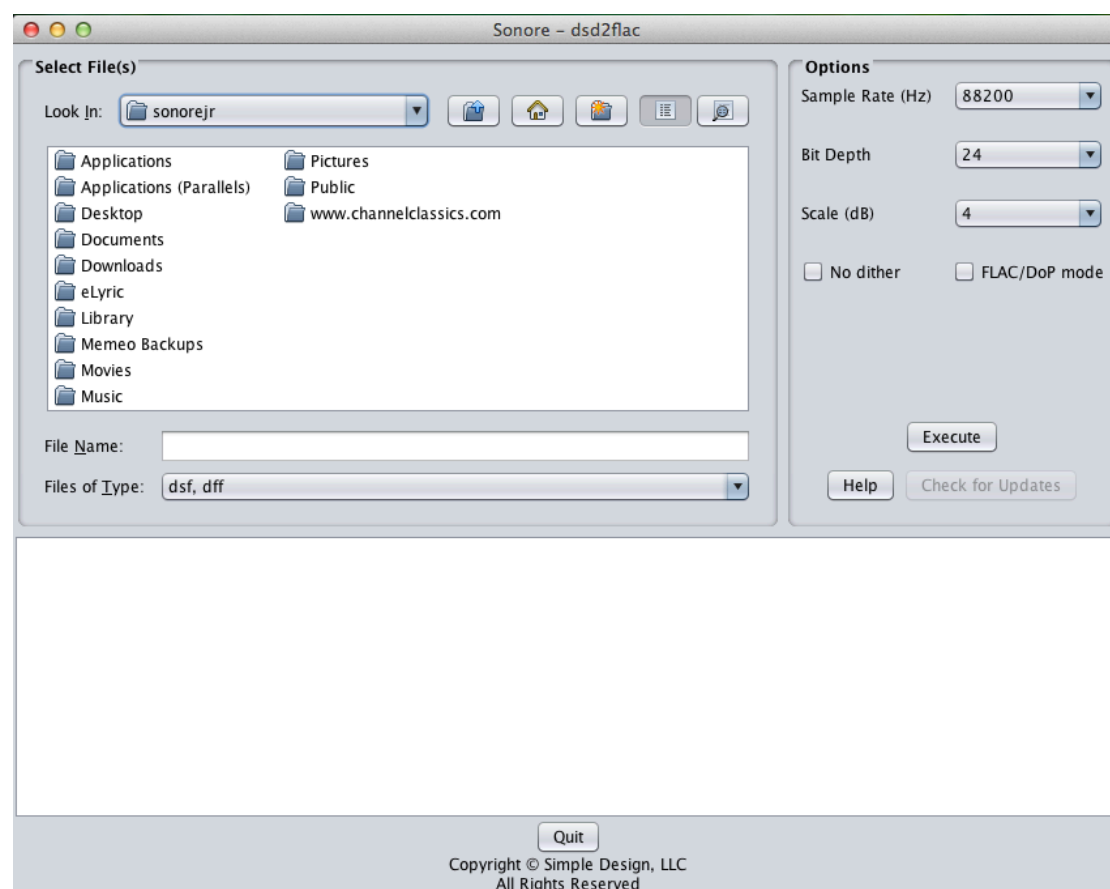 Sonore – dsd2flac
Select File(s)
Look In: sonorejr
Applications
Applications (Parallels)
Desktop
Documents
Downloads
eLyric
Library
Memeo Backups
Movies
Music
Pictures
Public
www.channelclassics.com
File Name:
Files of Type: dsf, dff
Options
Sample Rate (Hz) 88200
Bit Depth 24
Scale (dB) 4
No dither FLAC/DoP mode
Execute
Help Check for Updates
Quit
Copyright © Simple Design, LLC
All Rights Reserved